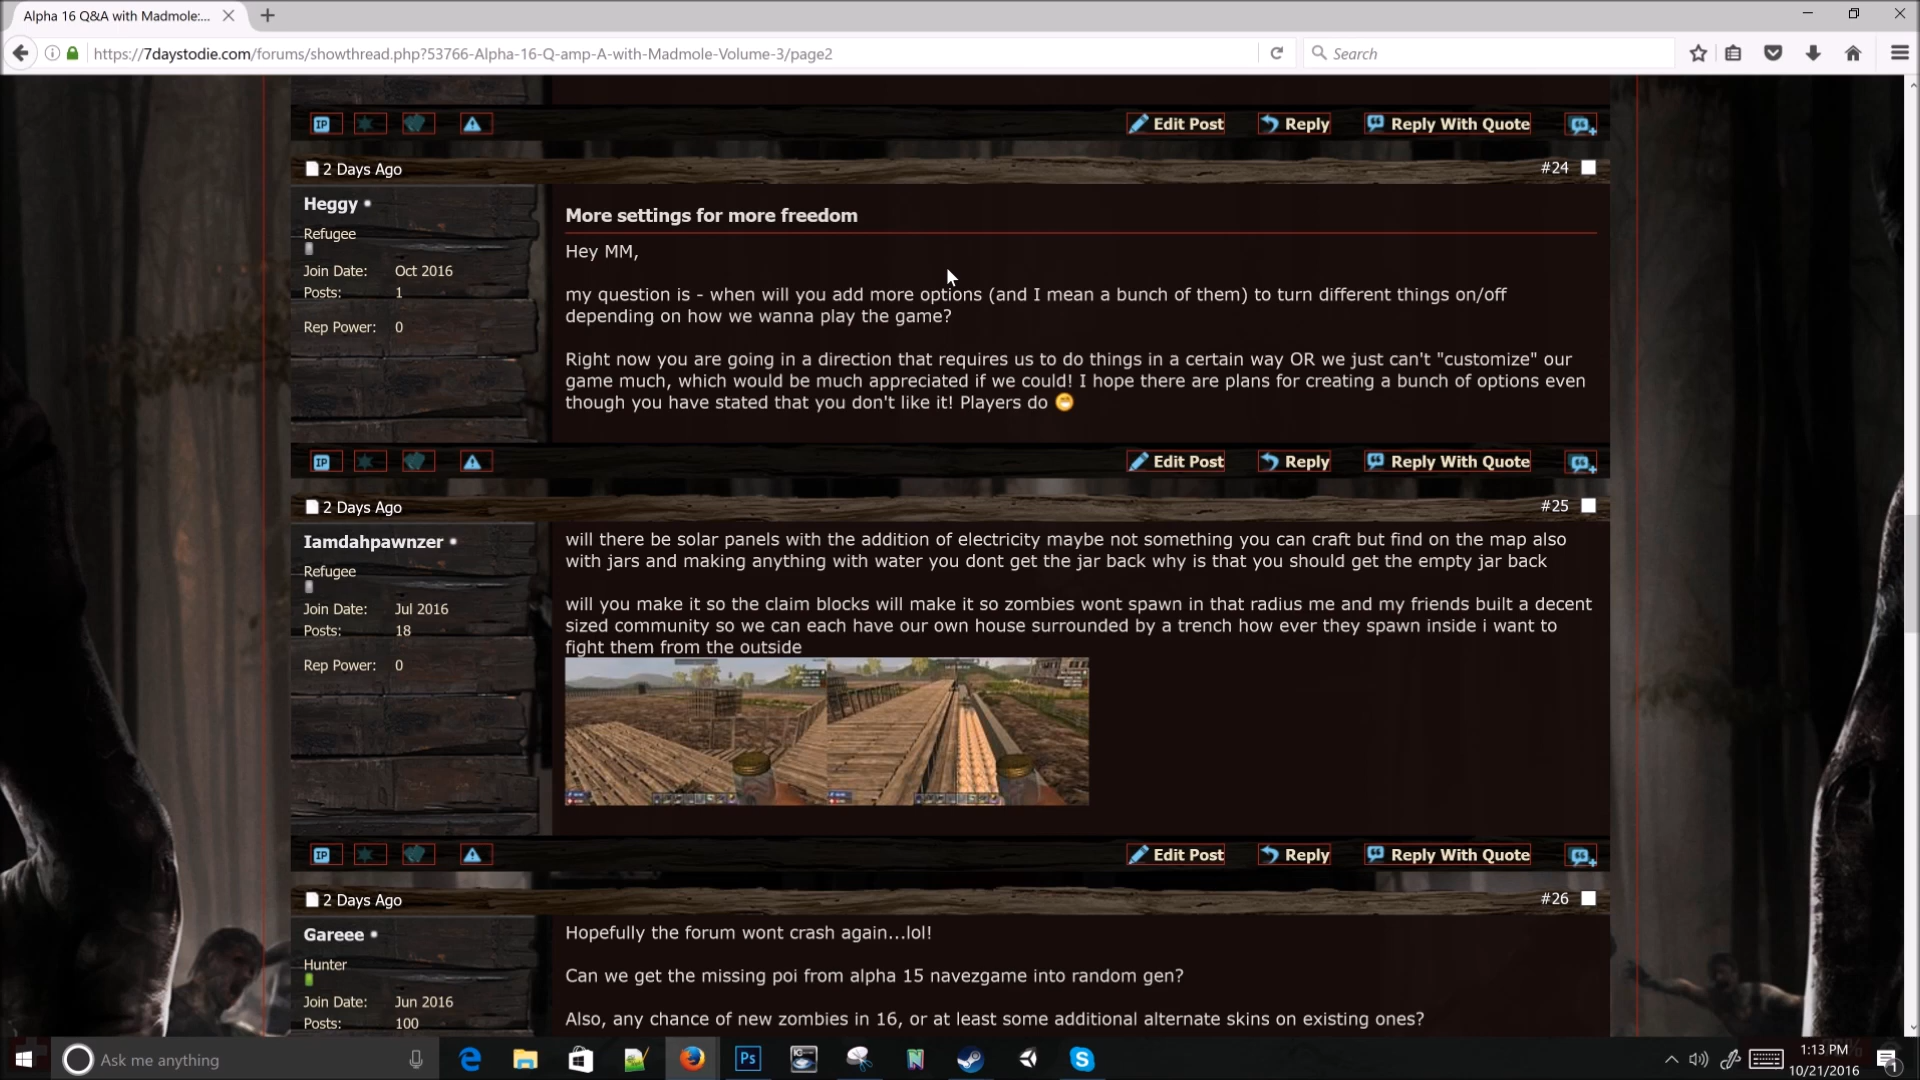 Alpha 16 Q&A with Madmole:...
https://7daystodie.com/forums/showthread.php?53766-Alpha-16-Q-amp-A-with-Madmole-Volume-3/page2
Search
IP
Edit Post
Reply
Reply With Quote
2 Days Ago
#24
Heggy
Refugee
Join Date: Oct 2016
Posts: 1
Rep Power: 0
More settings for more freedom
Hey MM,
my question is - when will you add more options (and I mean a bunch of them) to turn different things on/off
depending on how we wanna play the game?
Right now you are going in a direction that requires us to do things in a certain way OR we just can't "customize" our
game much, which would be much appreciated if we could! I hope there are plans for creating a bunch of options even
though you have stated that you don't like it! Players do
IP
Edit Post
Reply
Reply With Quote
2 Days Ago
#25
Iamdahpawnzer
Refugee
Join Date: Jul 2016
Posts: 18
Rep Power: 0
will there be solar panels with the addition of electricity maybe not something you can craft but find on the map also
with jars and making anything with water you dont get the jar back why is that you should get the empty jar back
will you make it so the claim blocks will make it so zombies wont spawn in that radius me and my friends built a decent
sized community so we can each have our own house surrounded by a trench how ever they spawn inside i want to
fight them from the outside
IP
Edit Post
Reply
Reply With Quote
2 Days Ago
#26
Gareee
Hunter
Join Date: Jun 2016
Posts: 100
Hopefully the forum wont crash again...lol!
Can we get the missing poi from alpha 15 navezgame into random gen?
Also, any chance of new zombies in 16, or at least some additional alternate skins on existing ones?
Ask me anything
Ps
1:13 PM
10/21/2016
1